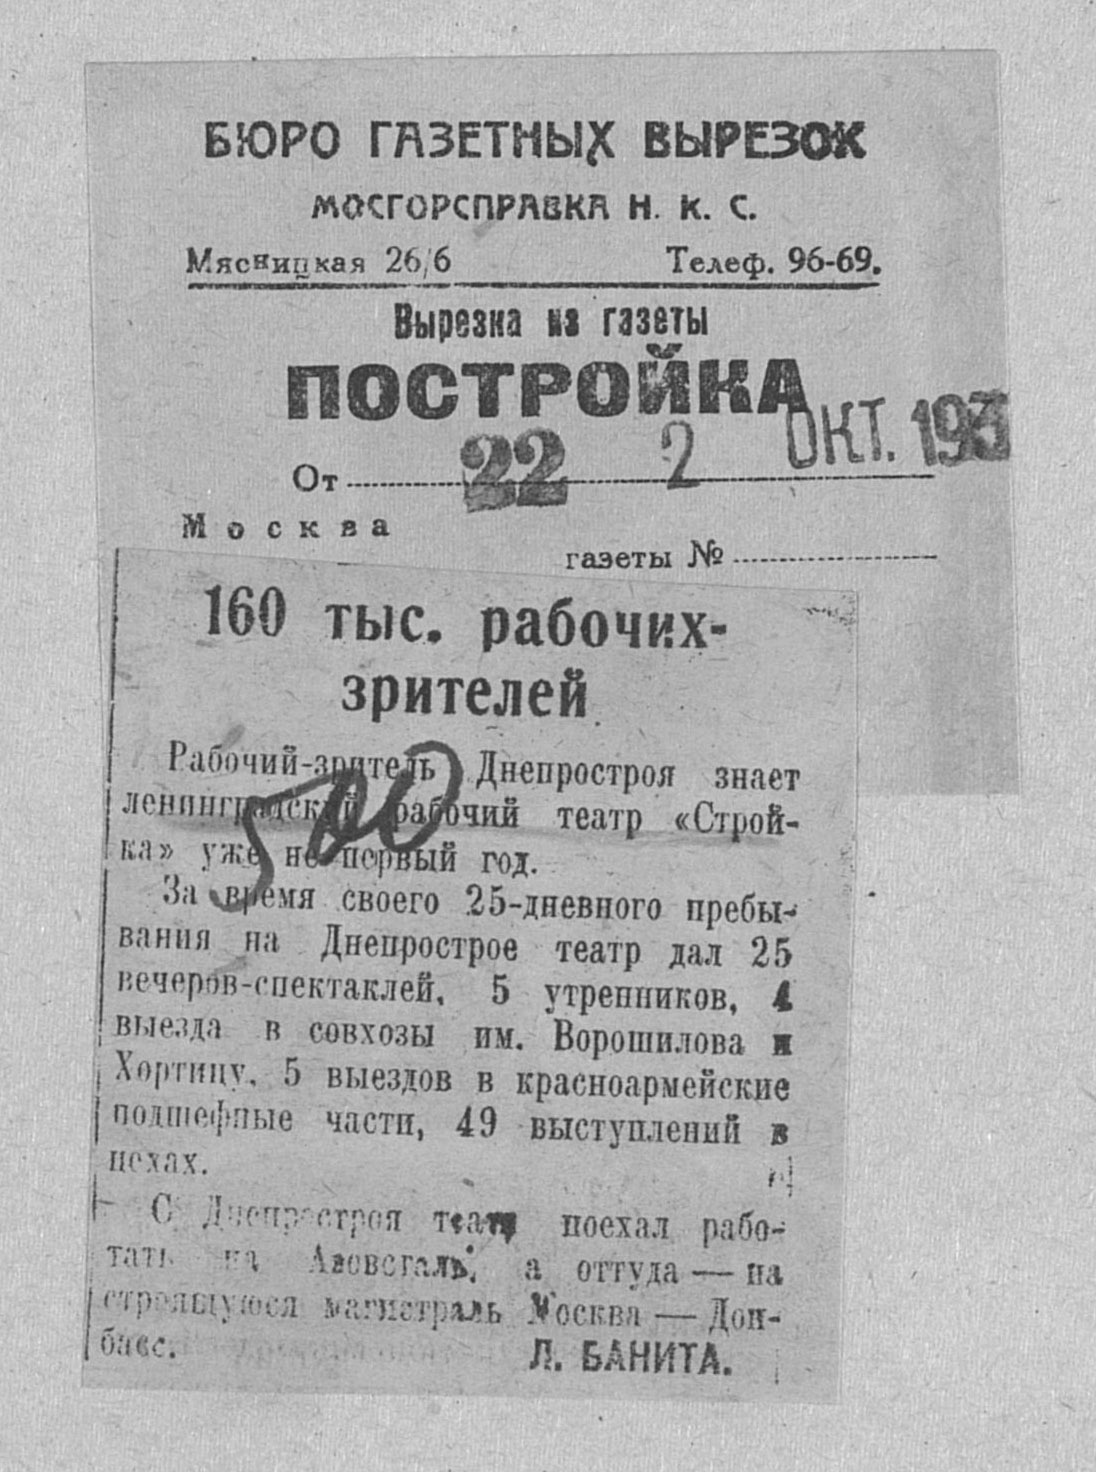 БЮРО ГАЗЕТНЫХ ВЫРЕЗОК
МОСГОРСПРАВКА Н. К. С.
Мясницкая 26/6 Телеф. 96-69.
Вырезка из газеты
ПОСТРОЙКА
От 22 2 ОКТ. 193
Москва
газеты №
160 тыс. рабочих-
зрителей
Рабочий-зритель Днепростроя знает
ленинградский рабочий театр «Строй-
ка» уже не первый год.
500
За время своего 25-дневного пребы-
вания на Днепрострое театр дал 25
вечеров-спектаклей, 5 утренников, 4
выезда в совхозы им. Ворошилова и
Хортицу, 5 выездов в красноармейские
подшефные части, 49 выступлений в
цехах.
С Днепростроя театр поехал рабо-
тать на Азовсталь, а оттуда — на
строящуюся магистраль Москва — Дон-
басс.
Л. БАНИТА.